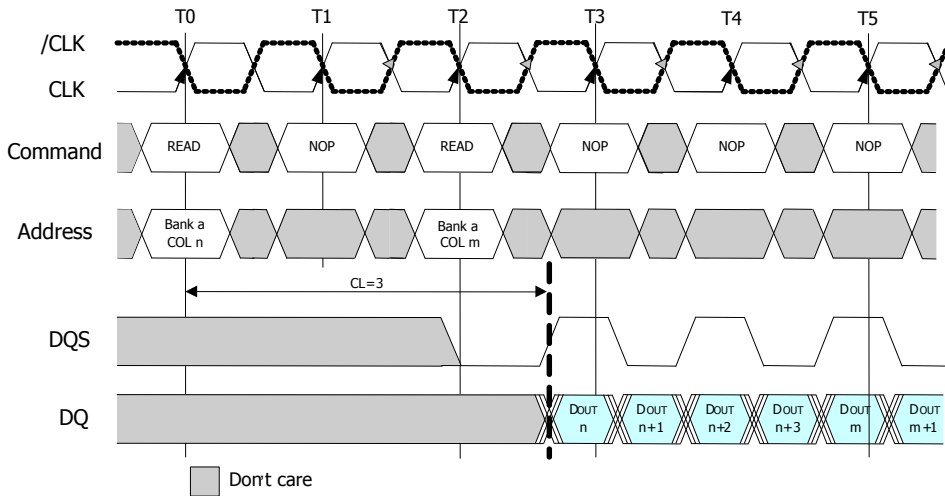 T0 T1 T2 T3 T4 T5
/CLK
CLK
Command READ NOP READ NOP NOP NOP
Address Bank a COL n Bank a COL m
CL=3
DQS
DQ DOUT n DOUT n+1 DOUT n+2 DOUT n+3 DOUT m DOUT m+1
Don't care